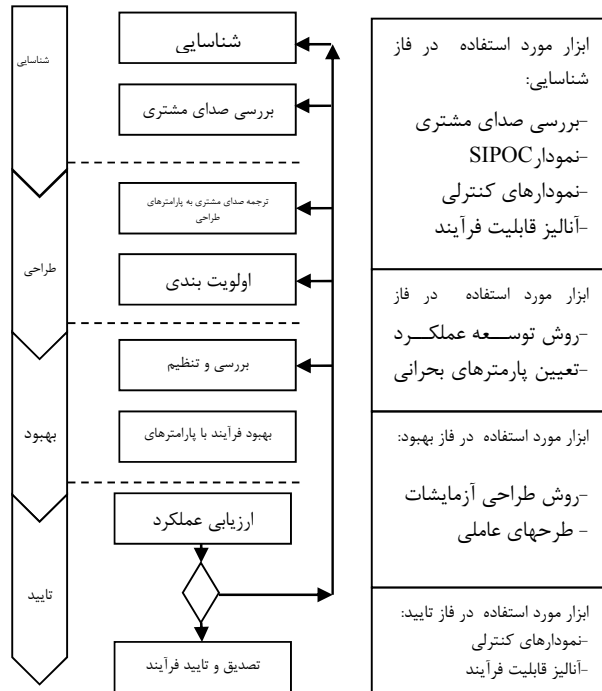 شناسایی
طراحی
بهبود
تایید
شناسایی
بررسی صدای مشتری
ترجمه صدای مشتری به پارامترهای
طراحی
اولویت بندی
بررسی و تنظیم
بهبود فرآیند با پارامترهای
ارزیابی عملکرد
تصدیق و تایید فرآیند
ابزار مورد استفاده در فاز
شناسایی:
-بررسی صدای مشتری
-نمودارSIPOC
-نمودارهای کنترلی
-آنالیز قابلیت فرآیند
ابزار مورد استفاده در فاز
-روش توسعه عملکرد
-تعیین پارمترهای بحرانی
ابزار مورد استفاده در فاز بهبود:
-روش طراحی آزمایشات
- طرحهای عاملی
ابزار مورد استفاده در فاز تایید:
-نمودارهای کنترلی
-آنالیز قابلیت فرآیند